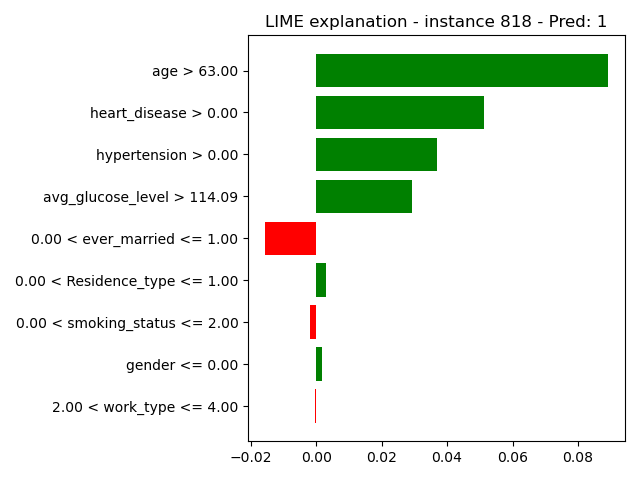 LIME explanation - instance 818 - Pred: 1
age > 63.00
heart_disease > 0.00
hypertension > 0.00
avg_glucose_level > 114.09
0.00 < ever_married <= 1.00
0.00 < Residence_type <= 1.00
0.00 < smoking_status <= 2.00
gender <= 0.00
2.00 < work_type <= 4.00
−0.02 0.00 0.02 0.04 0.06 0.08